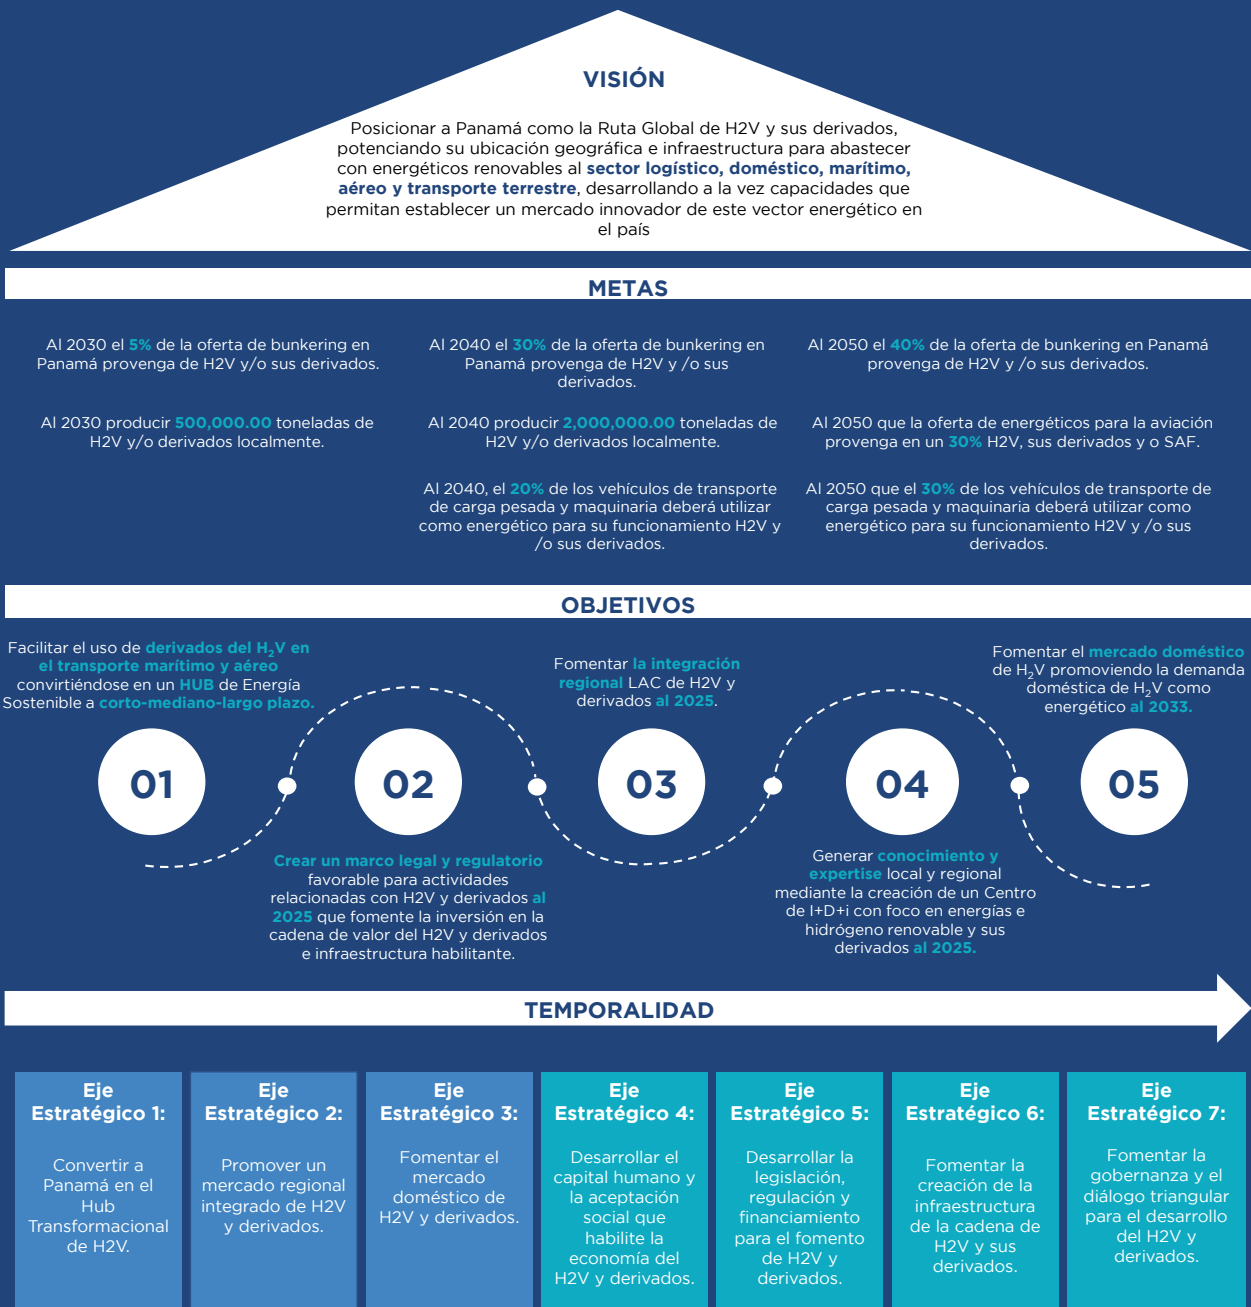 VISIÓN
Posicionar a Panamá como la Ruta Global de H2V y sus derivados,
potenciando su ubicación geográfica e infraestructura para abastecer
con energéticos renovables al sector logístico, doméstico, marítimo,
aéreo y transporte terrestre, desarrollando a la vez capacidades que
permitan establecer un mercado innovador de este vector energético en
el país
METAS
Al 2030 el 5% de la oferta de bunkering en
Panamá provenga de H2V y/o sus derivados.
Al 2040 el 30% de la oferta de bunkering en
Panamá provenga de H2V y /o sus
derivados.
Al 2050 el 40% de la oferta de bunkering en Panamá
provenga de H2V y /o sus derivados.
Al 2030 producir 500,000.00 toneladas de
H2V y/o derivados localmente.
Al 2040 producir 2,000,000.00 toneladas de
H2V y/o derivados localmente.
Al 2050 que la oferta de energéticos para la aviación
provenga en un 30% H2V, sus derivados y o SAF.
Al 2040, el 20% de los vehículos de transporte
de carga pesada y maquinaria deberá utilizar
como energético para su funcionamiento H2V y
/o sus derivados.
Al 2050 que el 30% de los vehículos de transporte de
carga pesada y maquinaria deberá utilizar como
energético para su funcionamiento H2V y /o sus
derivados.
OBJETIVOS
Facilitar el uso de derivados del H₂V en
el transporte marítimo y aéreo
convirtiéndose en un HUB de Energía
Sostenible a corto-mediano-largo plazo.
01
02
Crear un marco legal y regulatorio
favorable para actividades
relacionadas con H2V y derivados al
2025 que fomente la inversión en la
cadena de valor del H2V y derivados
e infraestructura habilitante.
Fomentar la integración
regional LAC de H2V y
derivados al 2025.
03
04
Generar conocimiento y
expertise local y regional
mediante la creación de un Centro
de I+D+i con foco en energías e
hidrógeno renovable y sus
derivados al 2025.
Fomentar el mercado doméstico
de H₂V promoviendo la demanda
doméstica de H₂V como
energético al 2033.
05
TEMPORALIDAD
Eje
Estratégico 1:
Convertir a
Panamá en el
Hub
Transformacional
de H2V.
Eje
Estratégico 2:
Promover un
mercado regional
integrado de H2V
y derivados.
Eje
Estratégico 3:
Fomentar el
mercado
doméstico de
H2V y derivados.
Eje
Estratégico 4:
Desarrollar el
capital humano y
la aceptación
social que
habilite la
economía del
H2V y derivados.
Eje
Estratégico 5:
Desarrollar la
legislación,
regulación y
financiamiento
para el fomento
de H2V y
derivados.
Eje
Estratégico 6:
Fomentar la
creación de la
infraestructura
de la cadena de
H2V y sus
derivados.
Eje
Estratégico 7:
Fomentar la
gobernanza y el
diálogo triangular
para el desarrollo
del H2V y
derivados.